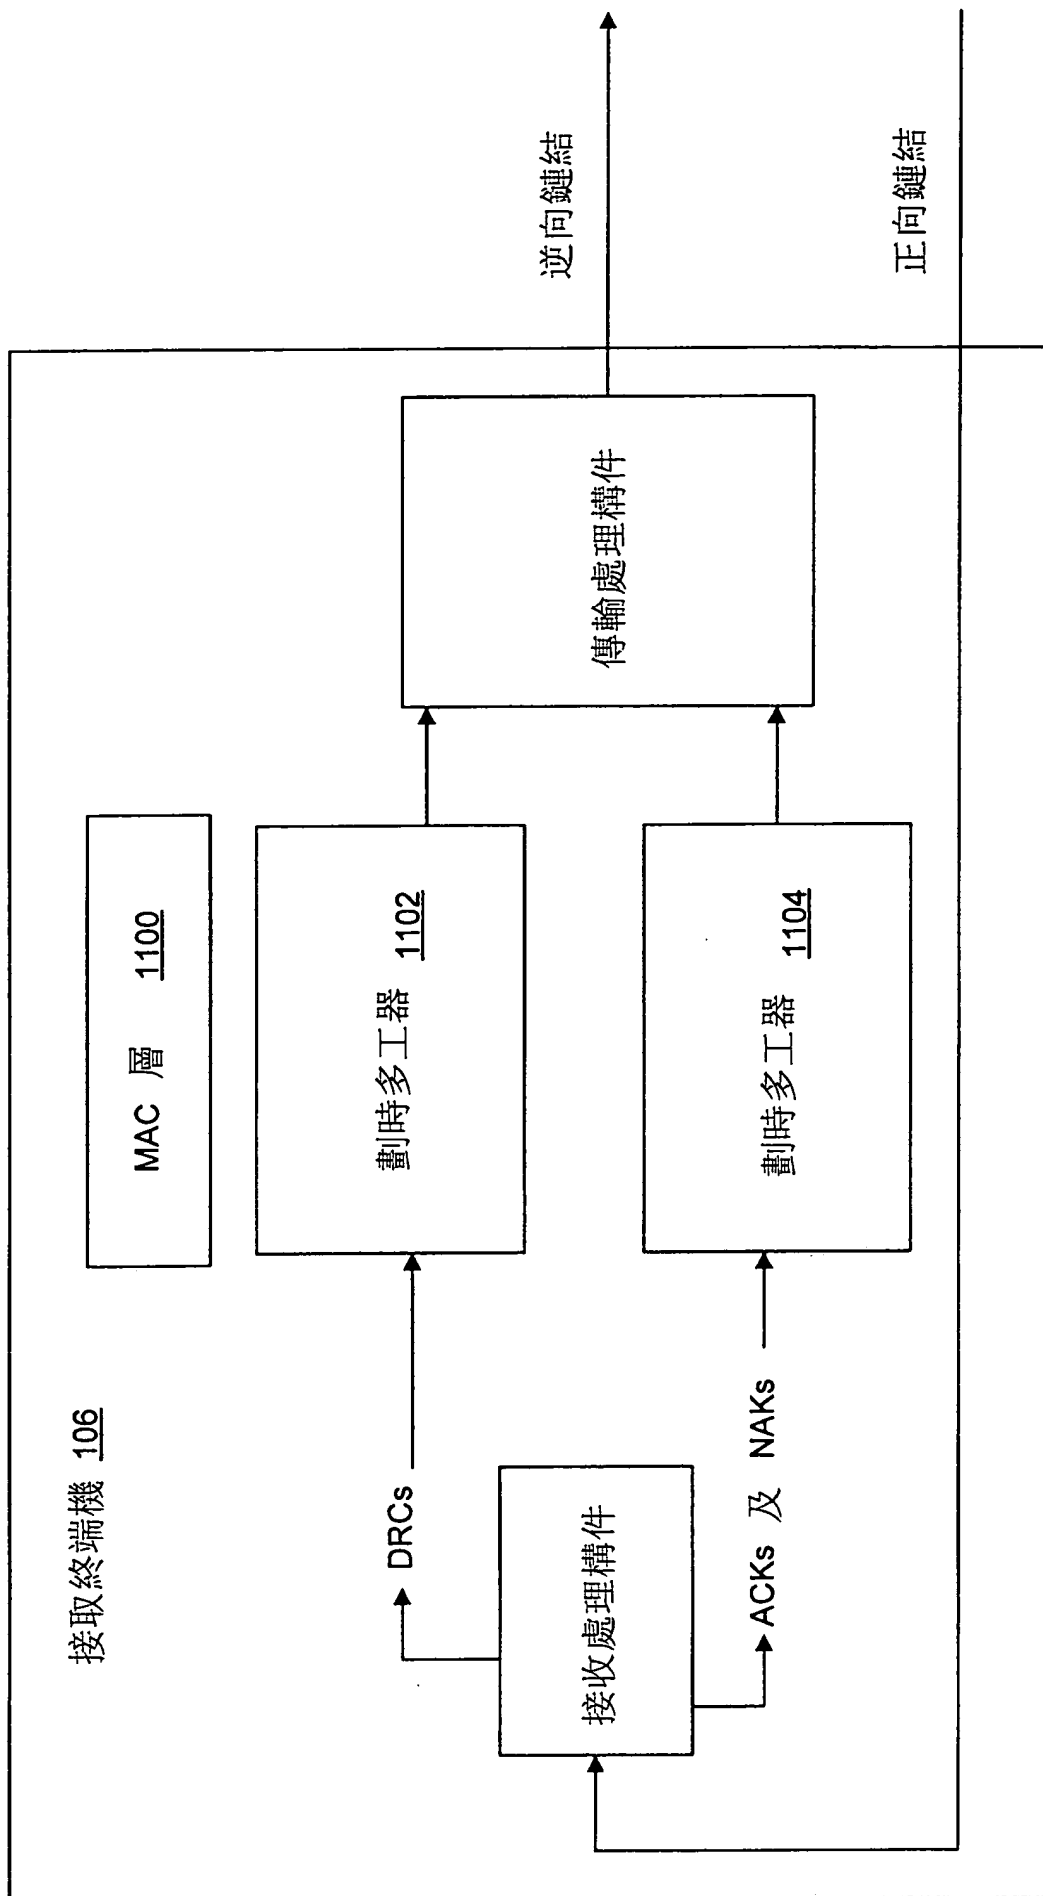 接取終端機 106
MAC 層 1100
DRCs
劃時多工器 1102
接收處理構件
傳輸處理構件
逆向鏈結
ACKs 及 NAKs
劃時多工器 1104
正向鏈結